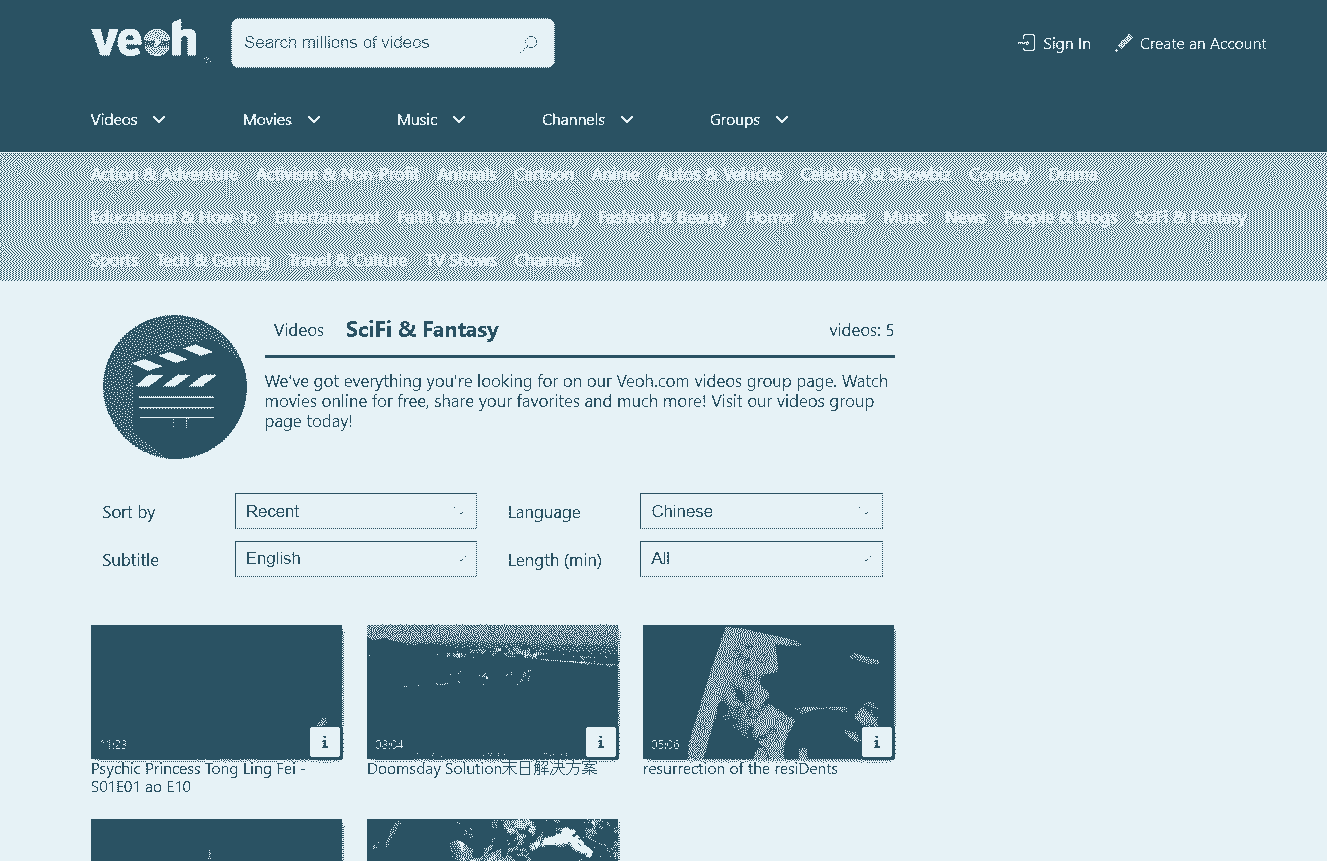 veoh
Search millions of videos
Sign In
Create an Account
Videos
Movies
Music
Channels
Groups
Action & Adventure Activism & Non-Profit Animals Cartoon Anime Autos & Vehicles Celebrity & Showbiz Comedy Drama
Educational & How-To Entertainment Faith & Lifestyle Family Fashion & Beauty Horror Movies Music News People & Blogs SciFi & Fantasy
Sports Tech & Gaming Travel & Culture TV Shows Channels
Videos SciFi & Fantasy videos: 5
We've got everything you're looking for on our Veoh.com videos group page. Watch
movies online for free, share your favorites and much more! Visit our videos group
page today!
Sort by Recent Language Chinese
Subtitle English Length (min) All
11:23
i
03:04
i
05:06
i
Psychic Princess Tong Ling Fei -
S01E01 ao E10
Doomsday Solution末日解決方案
resurrection of the resiDents